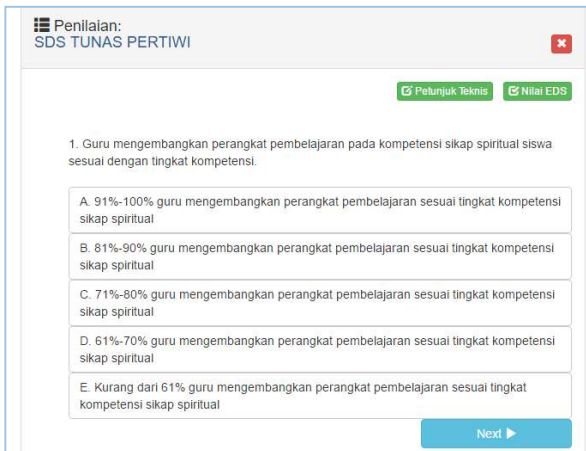 Penilaian:
SDS TUNAS PERTIWI
Petunjuk Teknis
Nilai EDS
1. Guru mengembangkan perangkat pembelajaran pada kompetensi sikap spiritual siswa
sesuai dengan tingkat kompetensi.
A. 91%-100% guru mengembangkan perangkat pembelajaran sesuai tingkat kompetensi
sikap spiritual
B. 81%-90% guru mengembangkan perangkat pembelajaran sesuai tingkat kompetensi
sikap spiritual
C. 71%-80% guru mengembangkan perangkat pembelajaran sesuai tingkat kompetensi
sikap spiritual
D. 61%-70% guru mengembangkan perangkat pembelajaran sesuai tingkat kompetensi
sikap spiritual
E. Kurang dari 61% guru mengembangkan perangkat pembelajaran sesuai tingkat
kompetensi sikap spiritual
Next